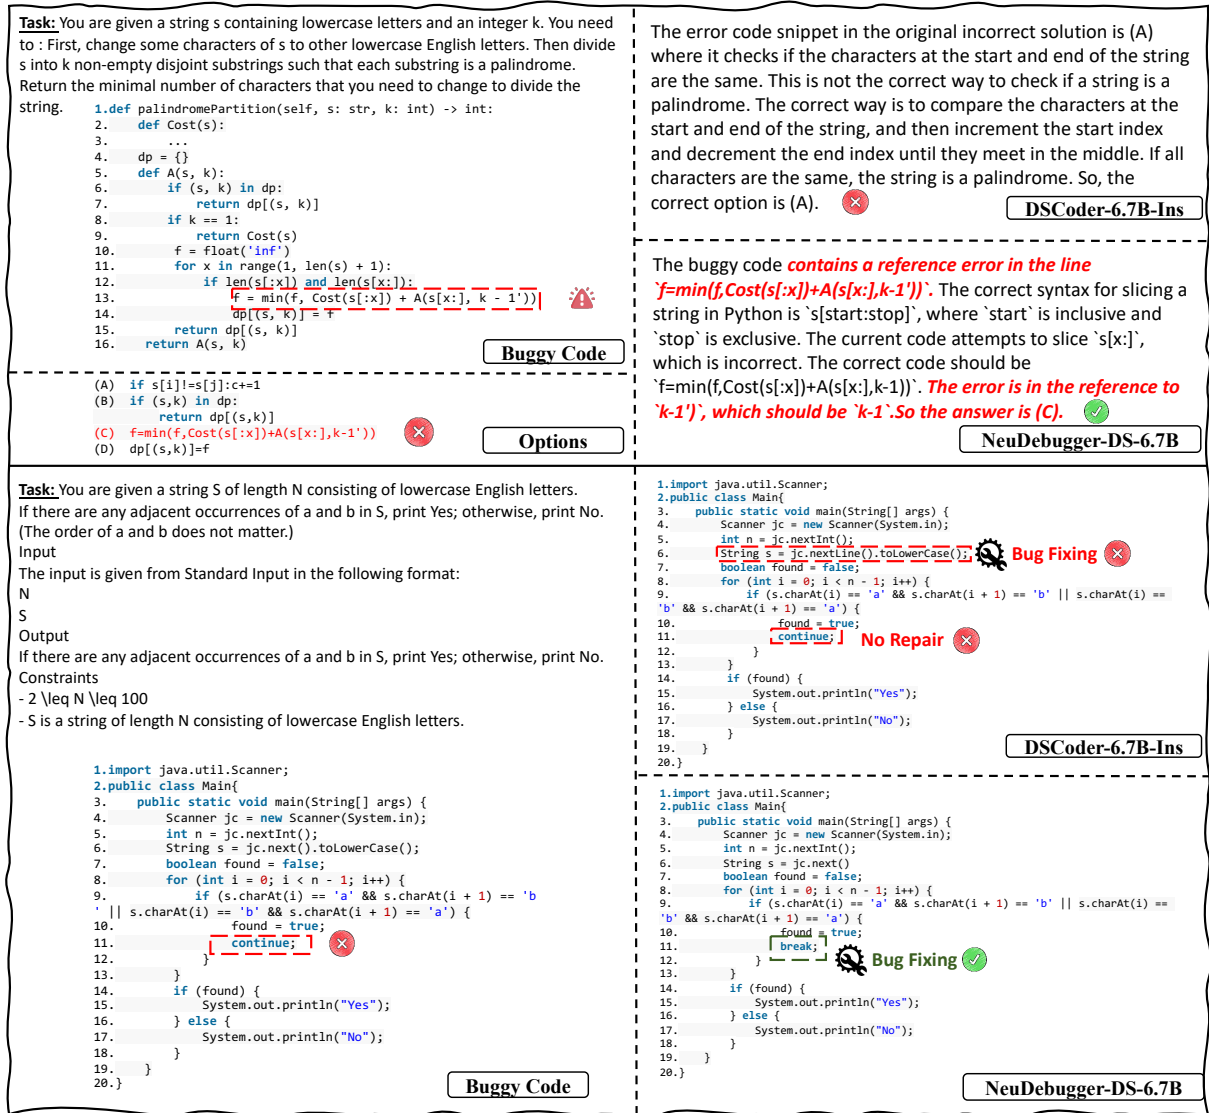 Task: You are given a string s containing lowercase letters and an integer k. You need
to : First, change some characters of s to other lowercase English letters. Then divide
s into k non-empty disjoint substrings such that each substring is a palindrome.
Return the minimal number of characters that you need to change to divide the
string.
1.def palindromePartition(self, s: str, k: int) -> int:
2.    def Cost(s):
3.        ...
4.    dp = {}
5.    def A(s, k):
6.        if (s, k) in dp:
7.            return dp[(s, k)]
8.        if k == 1:
9.            return Cost(s)
10.        f = float('inf')
11.        for x in range(1, len(s) + 1):
12.            if len(s[:x]) and len(s[x:]):
13.                f = min(f, Cost(s[:x]) + A(s[x:], k - 1'))
14.                dp[(s, k)] = f
15.        return dp[(s, k)]
16.    return A(s, k)
Buggy Code
(A) if s[i]!=s[j]:c+=1
(B) if (s,k) in dp:
return dp[(s,k)]
(C) f=min(f,Cost(s[:x])+A(s[x:],k-1'))
(D) dp[(s,k)]=f
Options
The error code snippet in the original incorrect solution is (A)
where it checks if the characters at the start and end of the string
are the same. This is not the correct way to check if a string is a
palindrome. The correct way is to compare the characters at the
start and end of the string, and then increment the start index
and decrement the end index until they meet in the middle. If all
characters are the same, the string is a palindrome. So, the
correct option is (A).
DSCoder-6.7B-Ins
The buggy code contains a reference error in the line
`f=min(f,Cost(s[:x])+A(s[x:],k-1'))`. The correct syntax for slicing a
string in Python is `s[start:stop]`, where `start` is inclusive and
`stop` is exclusive. The current code attempts to slice `s[x:]`,
which is incorrect. The correct code should be
`f=min(f,Cost(s[:x])+A(s[x:],k-1))`. The error is in the reference to
`k-1')`, which should be `k-1`.So the answer is (C).
NeuDebugger-DS-6.7B
Task: You are given a string S of length N consisting of lowercase English letters.
If there are any adjacent occurrences of a and b in S, print Yes; otherwise, print No.
(The order of a and b does not matter.)
Input
The input is given from Standard Input in the following format:
N
S
Output
If there are any adjacent occurrences of a and b in S, print Yes; otherwise, print No.
Constraints
- 2 \leq N \leq 100
- S is a string of length N consisting of lowercase English letters.
1.import java.util.Scanner;
2.public class Main{
3.    public static void main(String[] args) {
4.        Scanner jc = new Scanner(System.in);
5.        int n = jc.nextInt();
6.        String s = jc.next().toLowerCase();
7.        boolean found = false;
8.        for (int i = 0; i < n - 1; i++) {
9.            if (s.charAt(i) == 'a' && s.charAt(i + 1) == 'b
' || s.charAt(i) == 'b' && s.charAt(i + 1) == 'a') {
10.                found = true;
11.                continue;
12.            }
13.        }
14.        if (found) {
15.            System.out.println("Yes");
16.        } else {
17.            System.out.println("No");
18.        }
19.    }
20.}
Buggy Code
1.import java.util.Scanner;
2.public class Main{
3.    public static void main(String[] args) {
4.        Scanner jc = new Scanner(System.in);
5.        int n = jc.nextInt();
6.        String s = jc.nextLine().toLowerCase(); Bug Fixing
7.        boolean found = false;
8.        for (int i = 0; i < n - 1; i++) {
9.            if (s.charAt(i) == 'a' && s.charAt(i + 1) == 'b' || s.charAt(i) ==
'b' && s.charAt(i + 1) == 'a') {
10.                found = true;
11.                continue; No Repair
12.            }
13.        }
14.        if (found) {
15.            System.out.println("Yes");
16.        } else {
17.            System.out.println("No");
18.        }
19.    }
20.}
DSCoder-6.7B-Ins
1.import java.util.Scanner;
2.public class Main{
3.    public static void main(String[] args) {
4.        Scanner jc = new Scanner(System.in);
5.        int n = jc.nextInt();
6.        String s = jc.next()
7.        boolean found = false;
8.        for (int i = 0; i < n - 1; i++) {
9.            if (s.charAt(i) == 'a' && s.charAt(i + 1) == 'b' || s.charAt(i) ==
'b' && s.charAt(i + 1) == 'a') {
10.                found = true;
11.                break;
12.            } Bug Fixing
13.        }
14.        if (found) {
15.            System.out.println("Yes");
16.        } else {
17.            System.out.println("No");
18.        }
19.    }
20.}
NeuDebugger-DS-6.7B